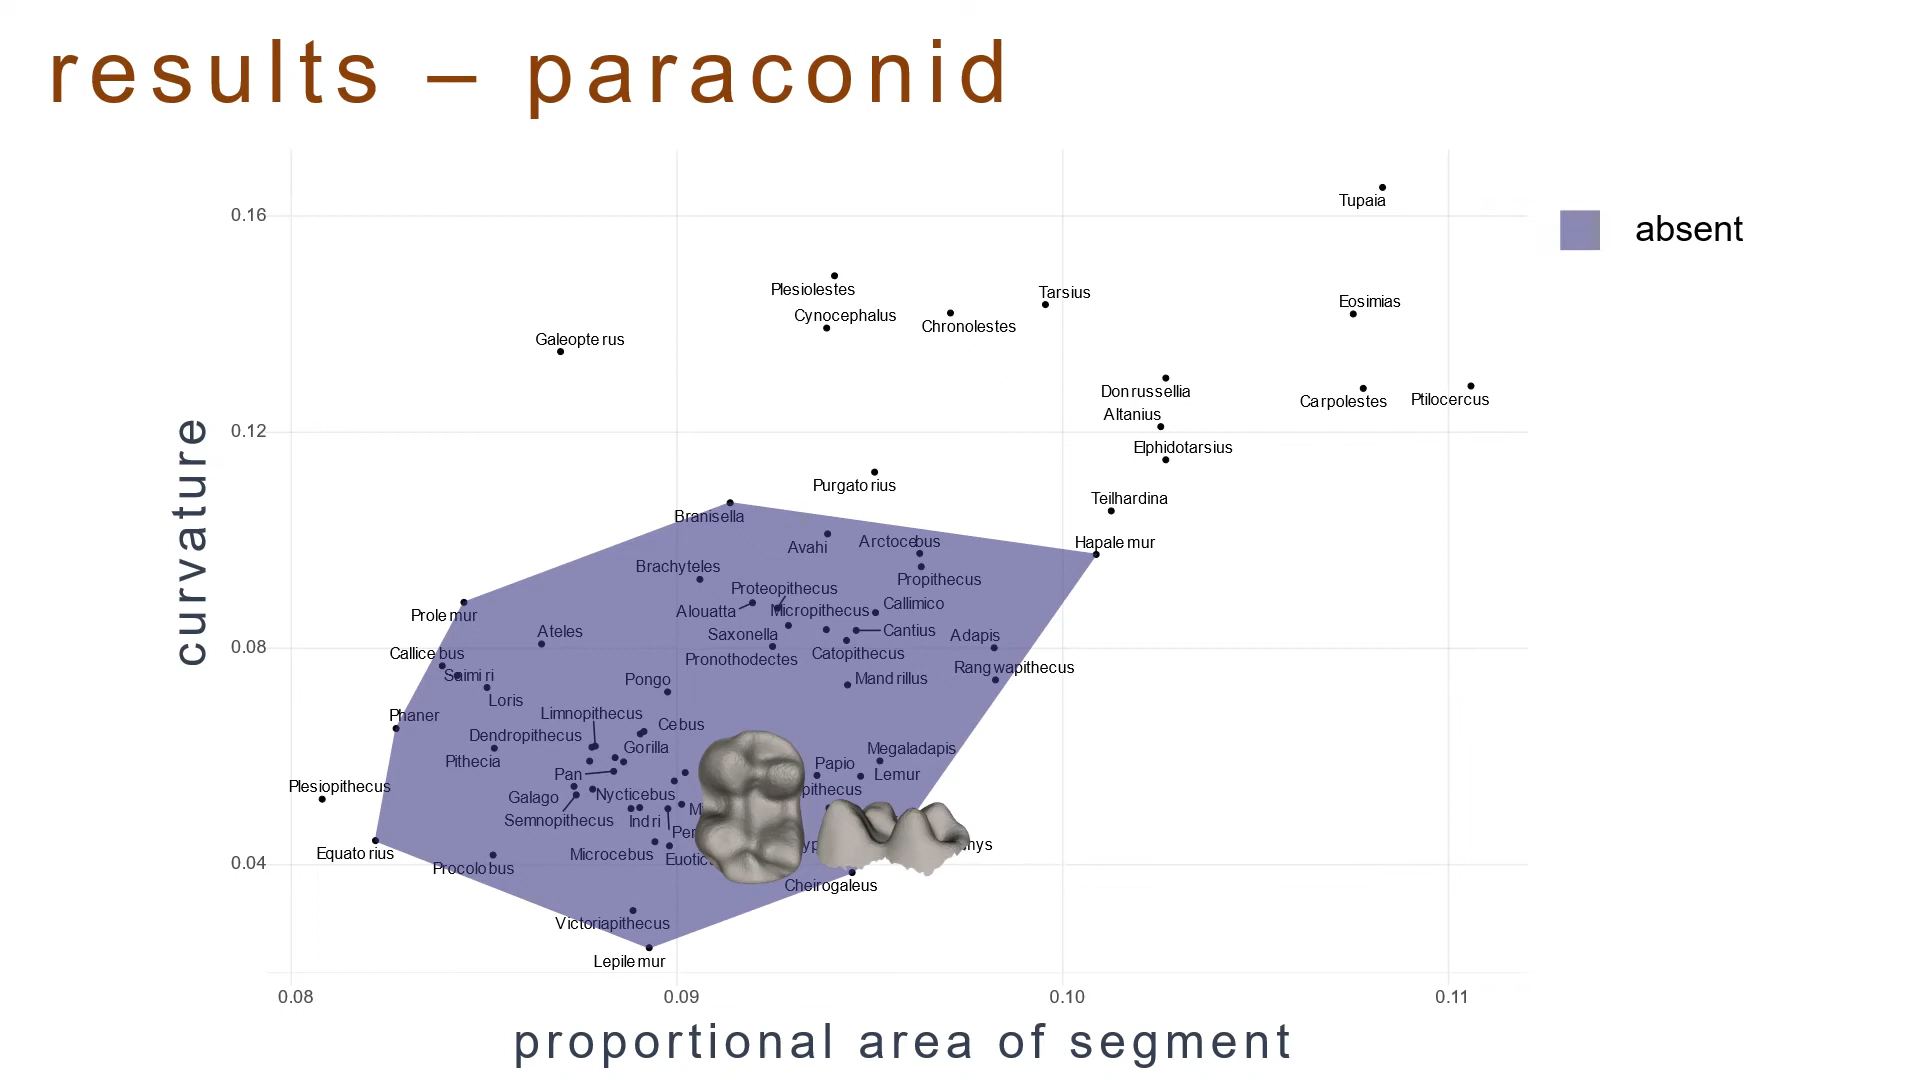 results – paraconid
Tupaia
0.16
absent
Plesiolestes
Tarsius
Eosimias
Cynocephalus
Chronolestes
Galeopterus
Donrussellia
Carpolestes
Ptilocercus
Altanius
0.12
Elphidotarsius
Purgatorius
Teilhardina
Branisella
Avahi
Arctocebus
Hapalemur
Brachyteles
Propithecus
Proteopithecus
Alouatta
Micropithecus
Callimico
Prolemur
Ateles
Saxonella
Cantius
Adapis
curvature
0.08
Callicebus
Pronothodectes
Catopithecus
Rangwapithecus
Saimiri
Pongo
Mandrillus
Loris
Phaner
Limnopithecus
Cebus
Dendropithecus
Gorilla
Megaladapis
Pithecia
Pan
Papio
Lemur
Plesiopithecus
Galago
Nycticebus
pithecus
Semnopithecus
Indri
Equatorius
Microcebus
0.04
Procolobus
Cheirogaleus
Victoriapithecus
Lepilemur
0.08
0.09
0.10
0.11
proportional area of segment